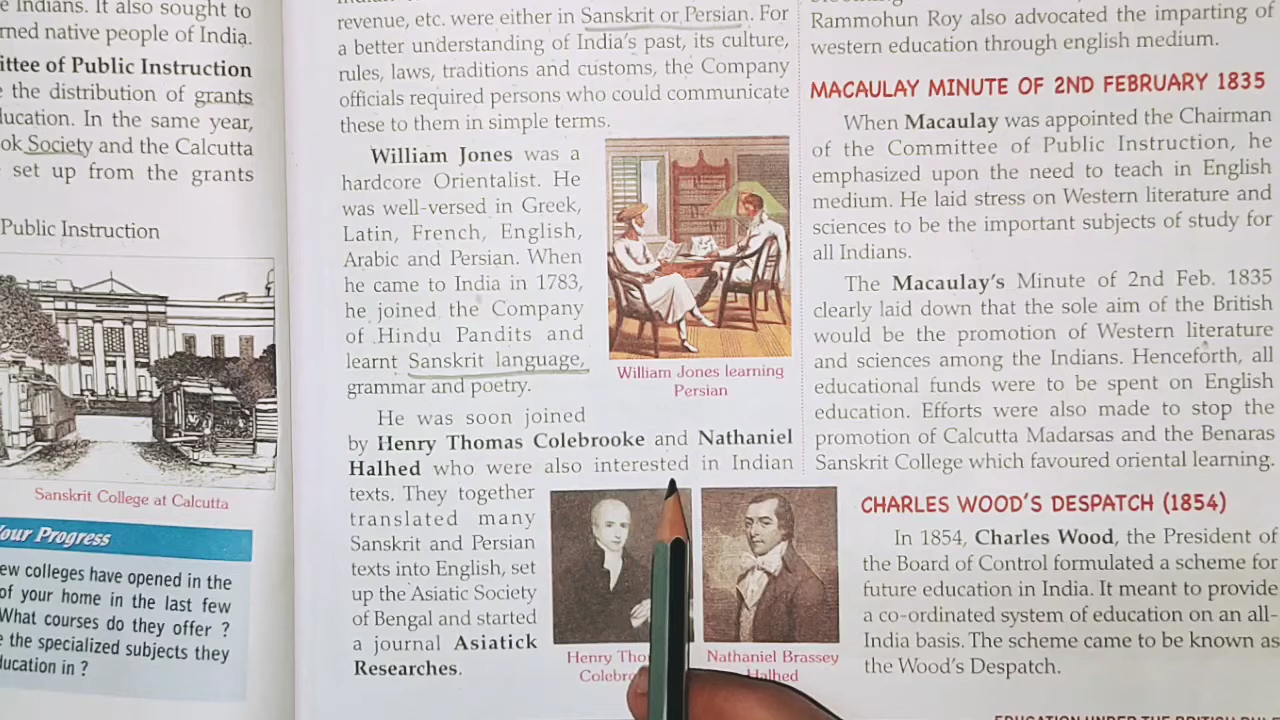 e Indians. It also sought to
rned native people of India.
ittee of Public Instruction
e the distribution of grants
ducation. In the same year,
ok Society and the Calcutta
set up from the grants
Public Instruction
Sanskrit College at Calcutta
Your Progress
ew colleges have opened in the
of your home in the last few
What courses do they offer ?
e the specialized subjects they
ducation in ?
revenue, etc. were either in Sanskrit or Persian. For
a better understanding of India's past, its culture,
rules, laws, traditions and customs, the Company
officials required persons who could communicate
these to them in simple terms.
William Jones was a
hardcore Orientalist. He
was well-versed in Greek,
Latin, French, English,
Arabic and Persian. When
he came to India in 1783,
he joined the Company
of Hindu Pandits and
learnt Sanskrit language,
grammar and poetry.
William Jones learning
Persian
He was soon joined
by Henry Thomas Colebrooke and Nathaniel
Halhed who were also interested in Indian
texts. They together
translated many
Sanskrit and Persian
texts into English, set
up the Asiatic Society
of Bengal and started
a journal Asiatick
Researches.
Henry Tho
Colebro
Nathaniel Brassey
Halhed
Rammohun Roy also advocated the imparting of
western education through english medium.
MACAULAY MINUTE OF 2ND FEBRUARY 1835
When Macaulay was appointed the Chairman
of the Committee of Public Instruction, he
emphasized upon the need to teach in English
medium. He laid stress on Western literature and
sciences to be the important subjects of study for
all Indians.
The Macaulay's Minute of 2nd Feb. 1835
clearly laid down that the sole aim of the British
would be the promotion of Western literature
and sciences among the Indians. Henceforth, all
educational funds were to be spent on English
education. Efforts were also made to stop the
promotion of Calcutta Madarsas and the Benaras
Sanskrit College which favoured oriental learning.
CHARLES WOOD'S DESPATCH (1854)
In 1854, Charles Wood, the President of
the Board of Control formulated a scheme for
future education in India. It meant to provide
a co-ordinated system of education on an all-
India basis. The scheme came to be known as
the Wood's Despatch.